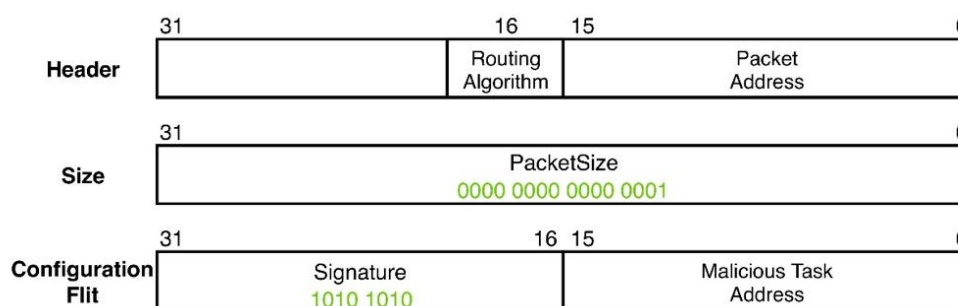 31 16 15
Header
Routing
Algorithm
Packet
Address
31
Size
PacketSize
0000 0000 0000 0001
31 16 15
Configuration
Flit
Signature
1010 1010
Malicious Task
Address